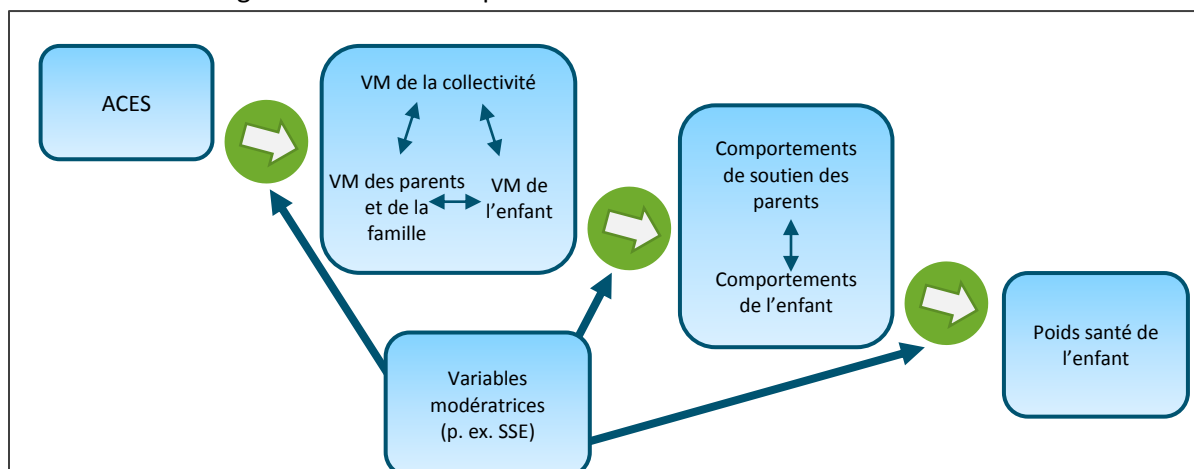 ACES
VM de la collectivité
VM des parents
et de la
famille
VM de
l’enfant
Comportements
de soutien des
parents
Comportements
de l’enfant
Poids santé de
l’enfant
Variables
modératrices
(p. ex. SSE)